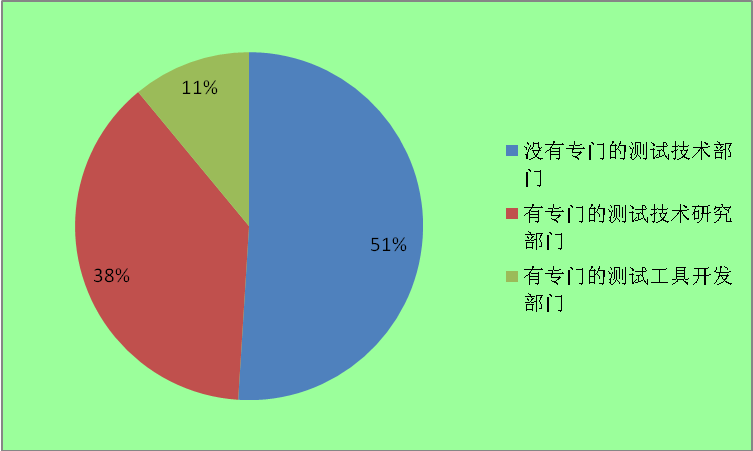 11%
51%
38%
没有专门的测试技术部
门
有专门的测试技术研究
部门
有专门的测试工具开发
部门